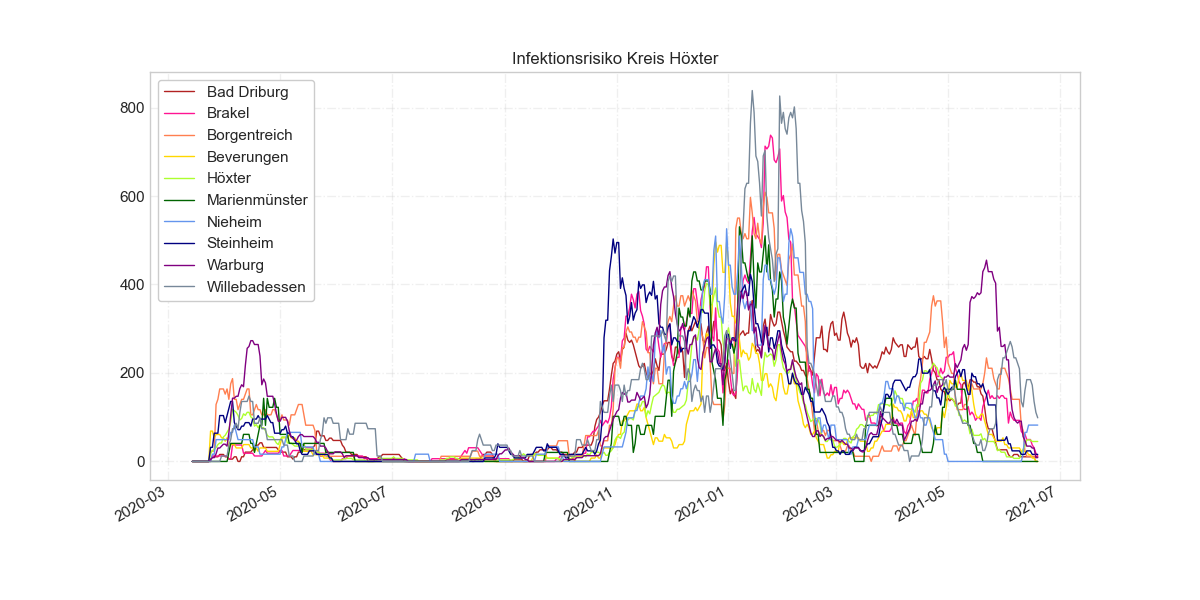 Infektionsrisiko Kreis Höxter
Bad Driburg
Brakel
Borgentreich
Beverungen
Höxter
Marienmünster
Nieheim
Steinheim
Warburg
Willebadessen
800
600
400
200
0
2020-03
2020-05
2020-07
2020-09
2020-11
2021-01
2021-03
2021-05
2021-07